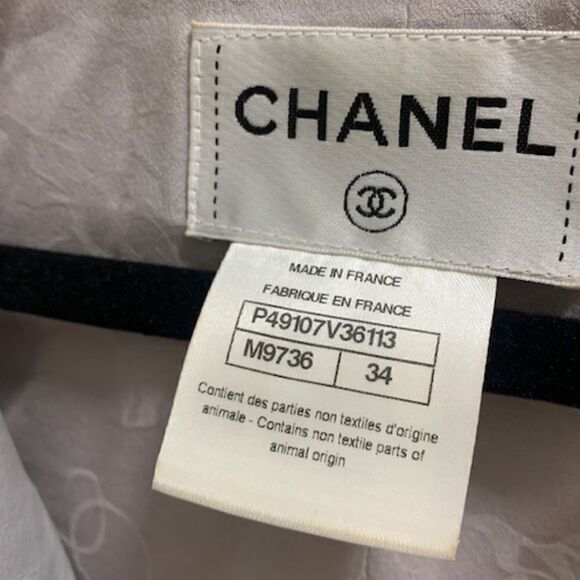 CHANEL
MADE IN FRANCE
FABRIQUE EN FRANCE
P49107V36113
M9736 34
Contient des parties non textiles d'origine
animale - Contains non textile parts of
animal origin